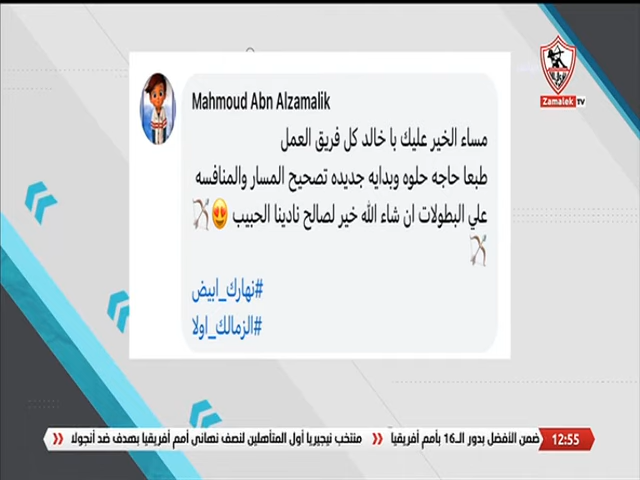 Zamalek TV
Mahmoud Abn Alzamalik
مساء الخير عليك با خالد كل فريق العمل
طبعا حاجه حلوه وبدايه جديده تصحيح المسار والمنافسه
علي البطولات ان شاء الله خير لصالح نادينا الحبيب 😍🏹
🏹
#نهارك_ابيض
#الزمالك_اولا
12:55 ضمن الأفضل بدور الـ16 بأمم أفريقيا » منتخب نيجيريا أول المتأهلين لنصف نهائى أمم أفريقيا بهدف ضد أنجولا »